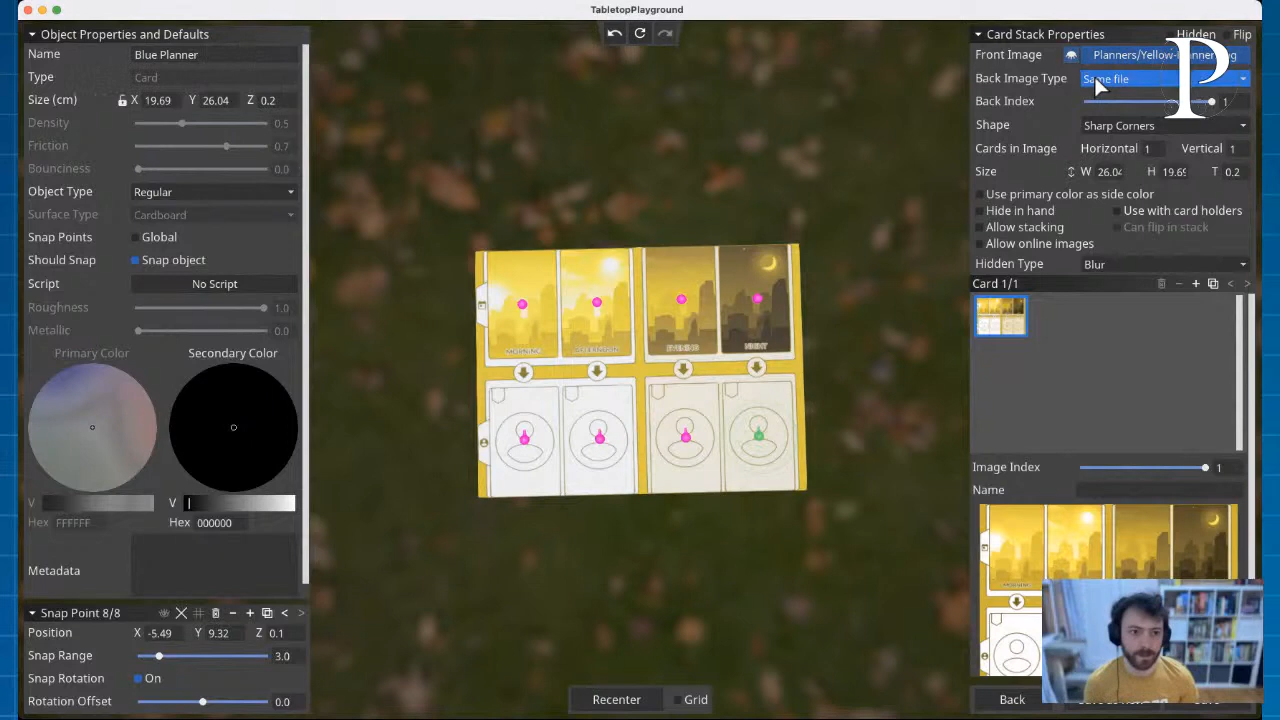 TabletopPlayground
Object Properties and Defaults
Name Blue Planner
Type Card
Size (cm) X 19.69 Y 26.04 Z 0.2
Density 0.5
Friction 0.7
Bounciness 0.0
Object Type Regular
Surface Type Cardboard
Snap Points Global
Should Snap Snap object
Script No Script
Roughness 1.0
Metallic 0.0
Primary Color Secondary Color
V V
Hex FFFFFF Hex 000000
Metadata
Snap Point 8/8
Position X -5.49 Y 9.32 Z 0.1
Snap Range 3.0
Snap Rotation On
Rotation Offset 0.0
MORNING AFTERNOON EVENING NIGHT
Recenter Grid
Card Stack Properties Hidden Flip
Front Image
Back Image Type Same file
Back Index 1
Shape Sharp Corners
Cards in Image Horizontal 1 Vertical 1
Size W 26.04 H 19.69 T 0.2
Use primary color as side color
Hide in hand Use with card holders
Allow stacking Can flip in stack
Allow online images
Hidden Type Blur
Card 1/1
Image Index 1
Name
Back
P